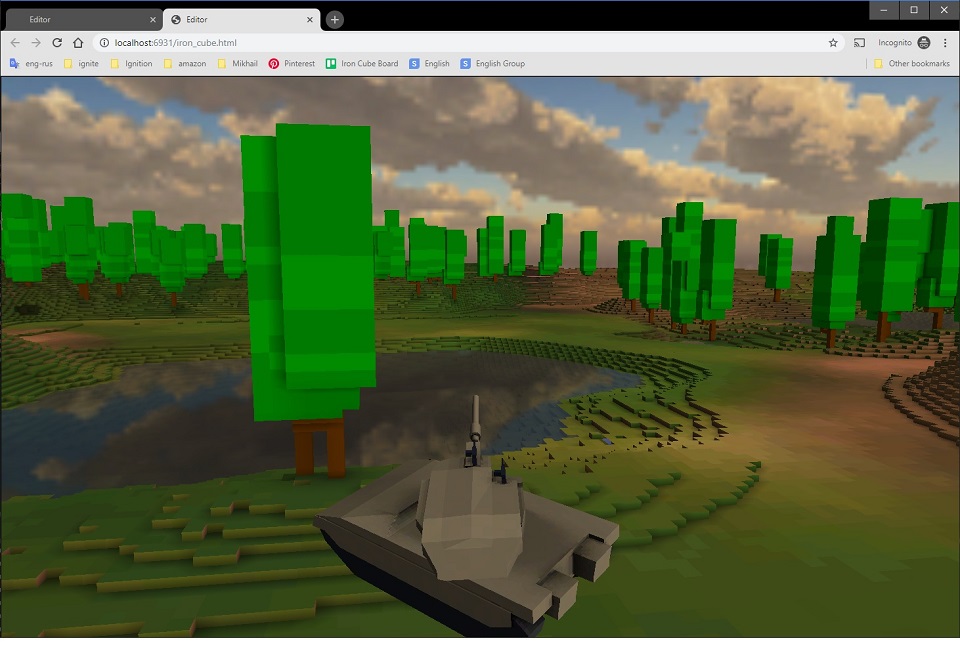 Editor
Editor
localhost:6931/iron_cube.html
Incognito
eng-rus
ignite
Ignition
amazon
Mikhail
Pinterest
Iron Cube Board
S English
S English Group
Other bookmarks